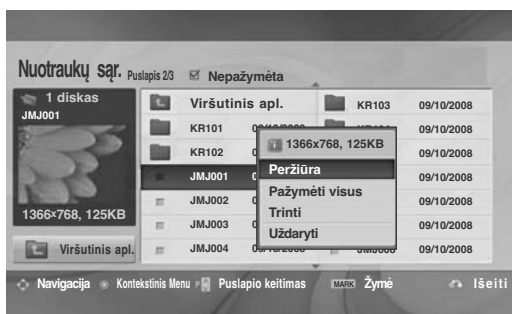 Nuotraukų sąr. Puslapis 2/3 Nepažymėta
1 diskas
JMJ001
1366x768, 125KB
Viršutinis apl.
Viršutinis apl.
KR103 09/10/2008
KR101 09/10/2008
KR102 09/10/2008
JMJ001 09/10/2008
JMJ002 09/10/2008
JMJ003 09/10/2008
JMJ004 09/10/2008
1366x768, 125KB
Peržiūra
Pažymėti visus
Trinti
Uždaryti
Navigacija Kontekstinis Menu P Puslapio keitimas MARK Žymė Išeiti